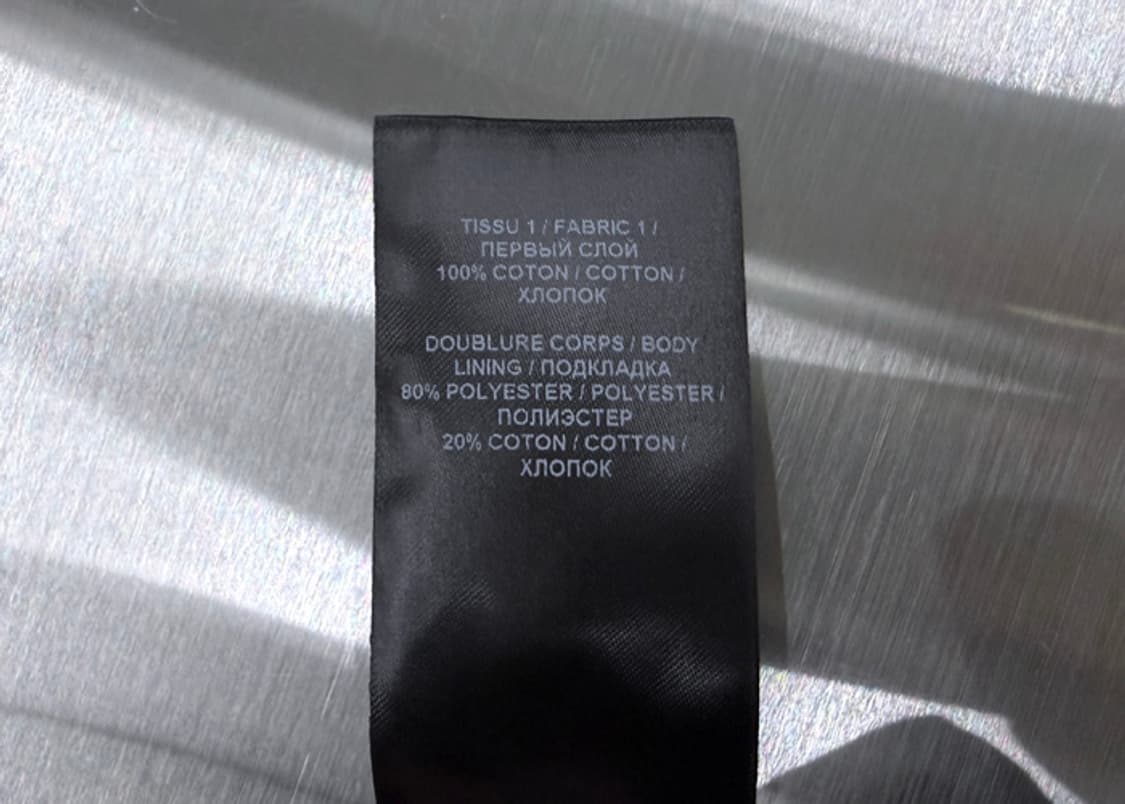 TISSU 1 / FABRIC 1 /
ПЕРВЫЙ СЛОЙ
100% COTON / COTTON /
ХЛОПОК
DOUBLURE CORPS / BODY
LINING / ПОДКЛАДКА
80% POLYESTER / POLYESTER /
ПОЛИЭСТЕР
20% COTON / COTTON /
ХЛОПОК